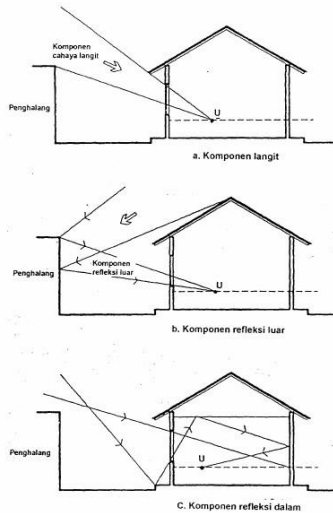 Komponen
cahaya langit
Penghalang
U
a. Komponen langit
Penghalang
Komponen
refleksi luar
U
b. Komponen refleksi luar
Penghalang
U
C. Komponen refleksi dalam